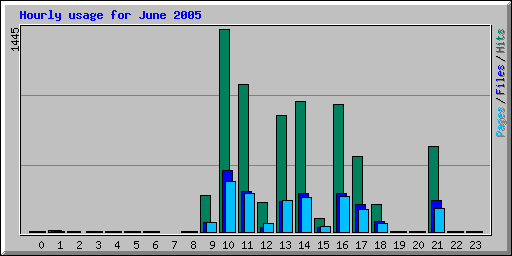 Hourly usage for June 2005
1445
Pages/Files/Hits
0 1 2 3 4 5 6 7 8 9 10 11 12 13 14 15 16 17 18 19 20 21 22 23